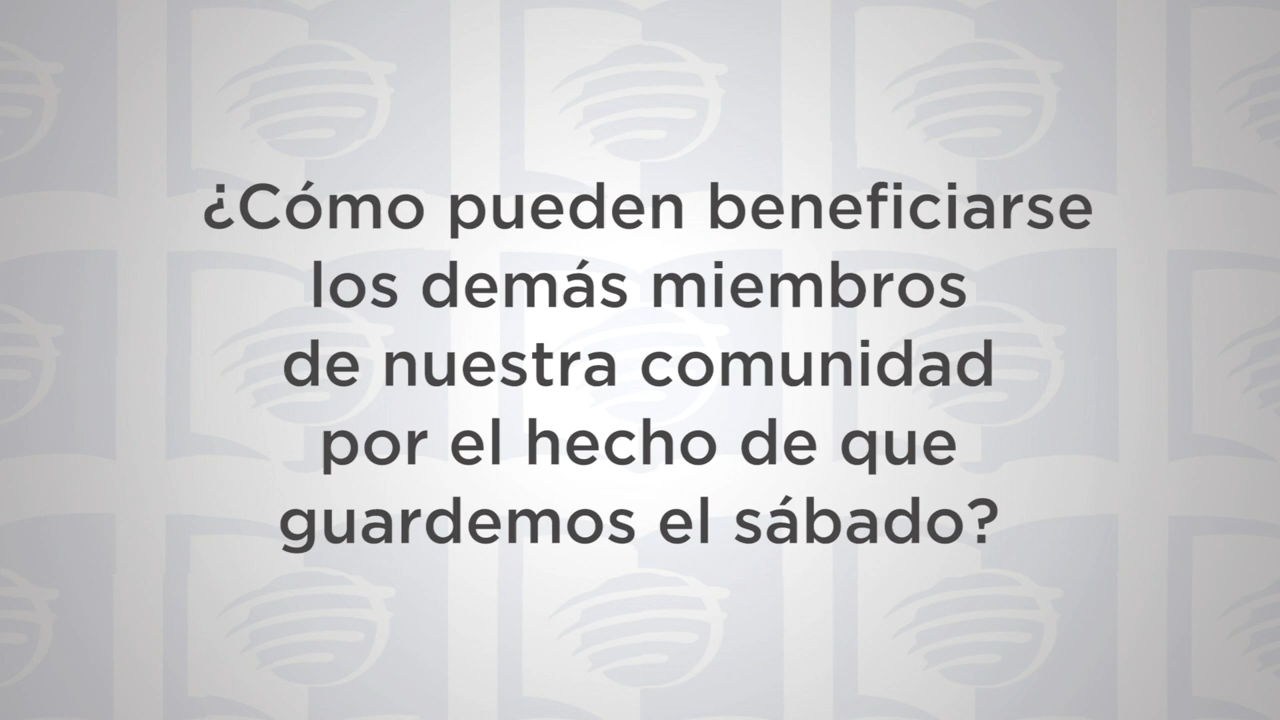 ¿Cómo pueden beneficiarse
los demás miembros
de nuestra comunidad
por el hecho de que
guardemos el sábado?